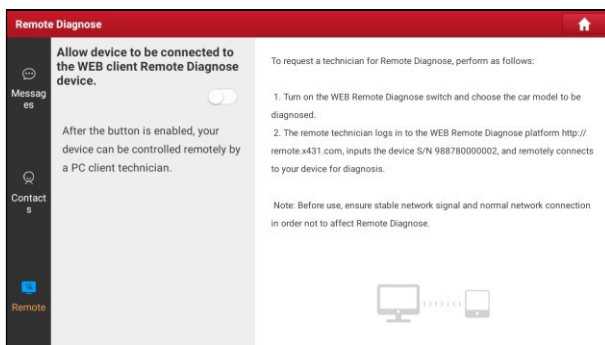 Remote Diagnose
Messag
es
Contact
s
Remote
Allow device to be connected to
the WEB client Remote Diagnose
device.
After the button is enabled, your
device can be controlled remotely by
a PC client technician.
To request a technician for Remote Diagnose, perform as follows:
1. Turn on the WEB Remote Diagnose switch and choose the car model to be
diagnosed.
2. The remote technician logs in to the WEB Remote Diagnose platform http://
remote.x431.com, inputs the device S/N 988780000002, and remotely connects
to your device for diagnosis.
Note: Before use, ensure stable network signal and normal network connection
in order not to affect Remote Diagnose.